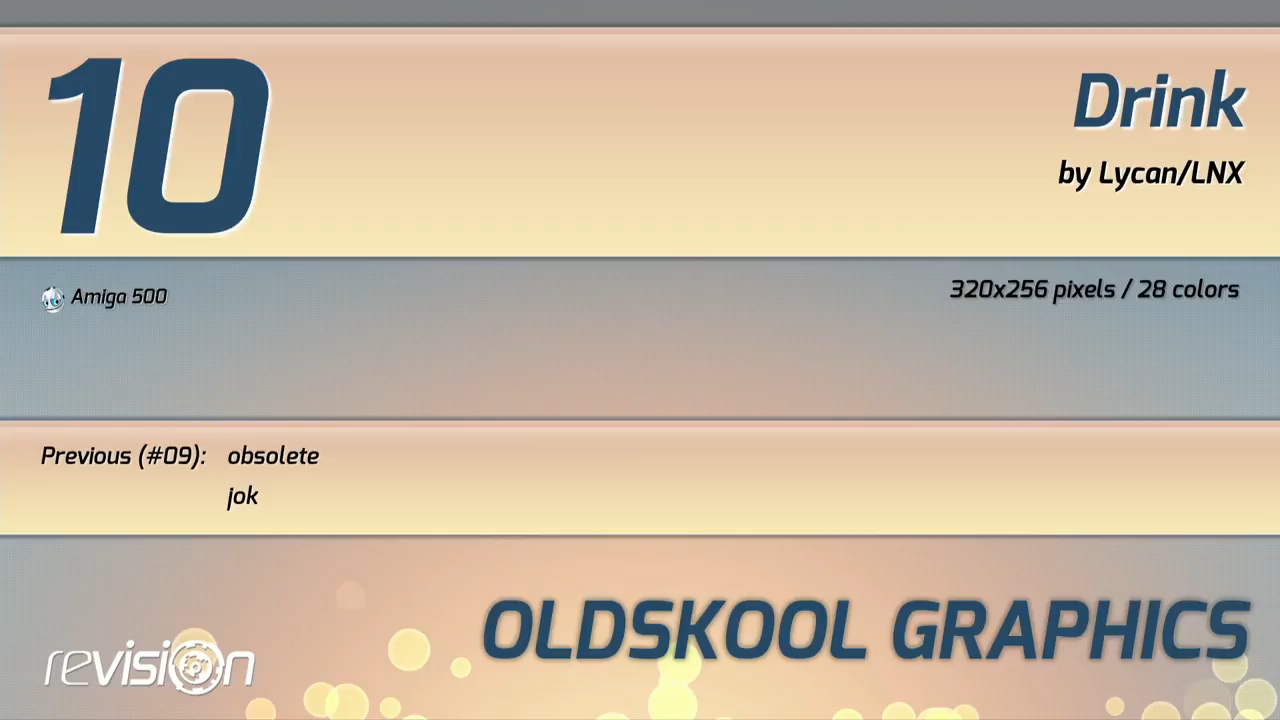 10
Drink
by Lycan/LNX
Amiga 500
320x256 pixels / 28 colors
Previous (#09): obsolete
jok
OLDSKOOL GRAPHICS
revision